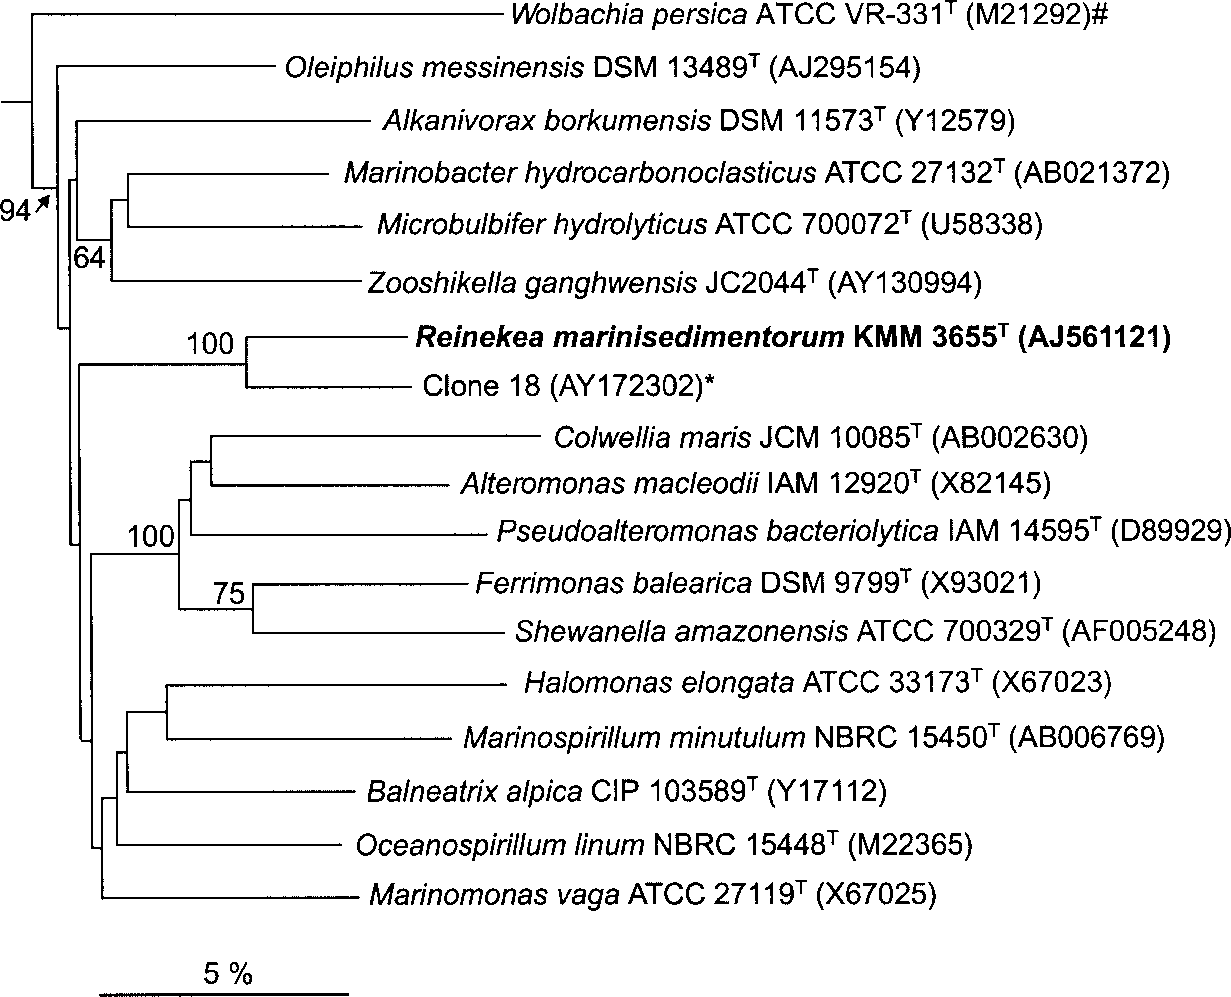 Wolbachia persica ATCC VR-331ᵀ (M21292)#
Oleiphilus messinensis DSM 13489ᵀ (AJ295154)
Alkanivorax borkumensis DSM 11573ᵀ (Y12579)
Marinobacter hydrocarbonoclasticus ATCC 27132ᵀ (AB021372)
94
Microbulbifer hydrolyticus ATCC 700072ᵀ (U58338)
64
Zooshikella ganghwensis JC2044ᵀ (AY130994)
100
Reinekea marinisedimentorum KMM 3655ᵀ (AJ561121)
Clone 18 (AY172302)*
Colwellia maris JCM 10085ᵀ (AB002630)
Alteromonas macleodii IAM 12920ᵀ (X82145)
100
Pseudoalteromonas bacteriolytica IAM 14595ᵀ (D89929)
Ferrimonas balearica DSM 9799ᵀ (X93021)
75
Shewanella amazonensis ATCC 700329ᵀ (AF005248)
Halomonas elongata ATCC 33173ᵀ (X67023)
Marinospirillum minutulum NBRC 15450ᵀ (AB006769)
Balneatrix alpica CIP 103589ᵀ (Y17112)
Oceanospirillum linum NBRC 15448ᵀ (M22365)
Marinomonas vaga ATCC 27119ᵀ (X67025)
5 %